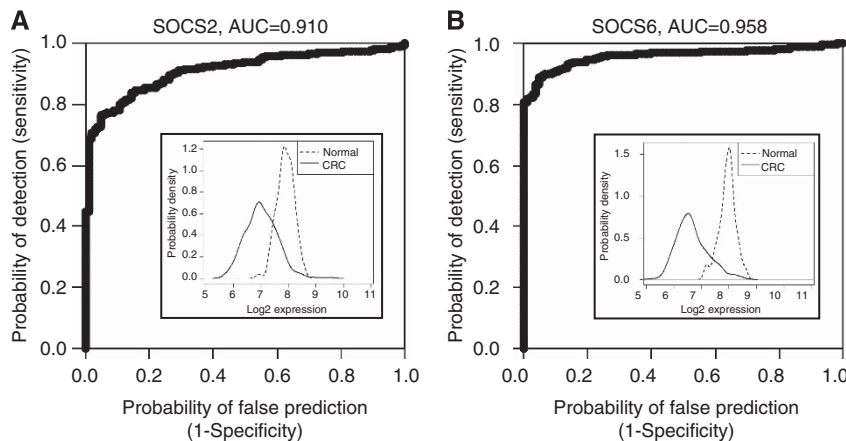 A
SOCS2, AUC=0.910
Probability of detection (sensitivity)
1.0
0.8
0.6
0.4
0.2
0.0
0.0 0.2 0.4 0.6 0.8 1.0
Probability of false prediction
(1-Specificity)
Probability density
1.2
1.0
0.8
0.6
0.4
0.2
0.0
5 6 7 8 9 10 11
Log2 expression
Normal
CRC
B
SOCS6, AUC=0.958
Probability of detection (sensitivity)
1.0
0.8
0.6
0.4
0.2
0.0
0.0 0.2 0.4 0.6 0.8 1.0
Probability of false prediction
(1-Specificity)
Probability density
1.5
1.0
0.5
0.0
5 6 7 8 9 10 11
Log2 expression
Normal
CRC